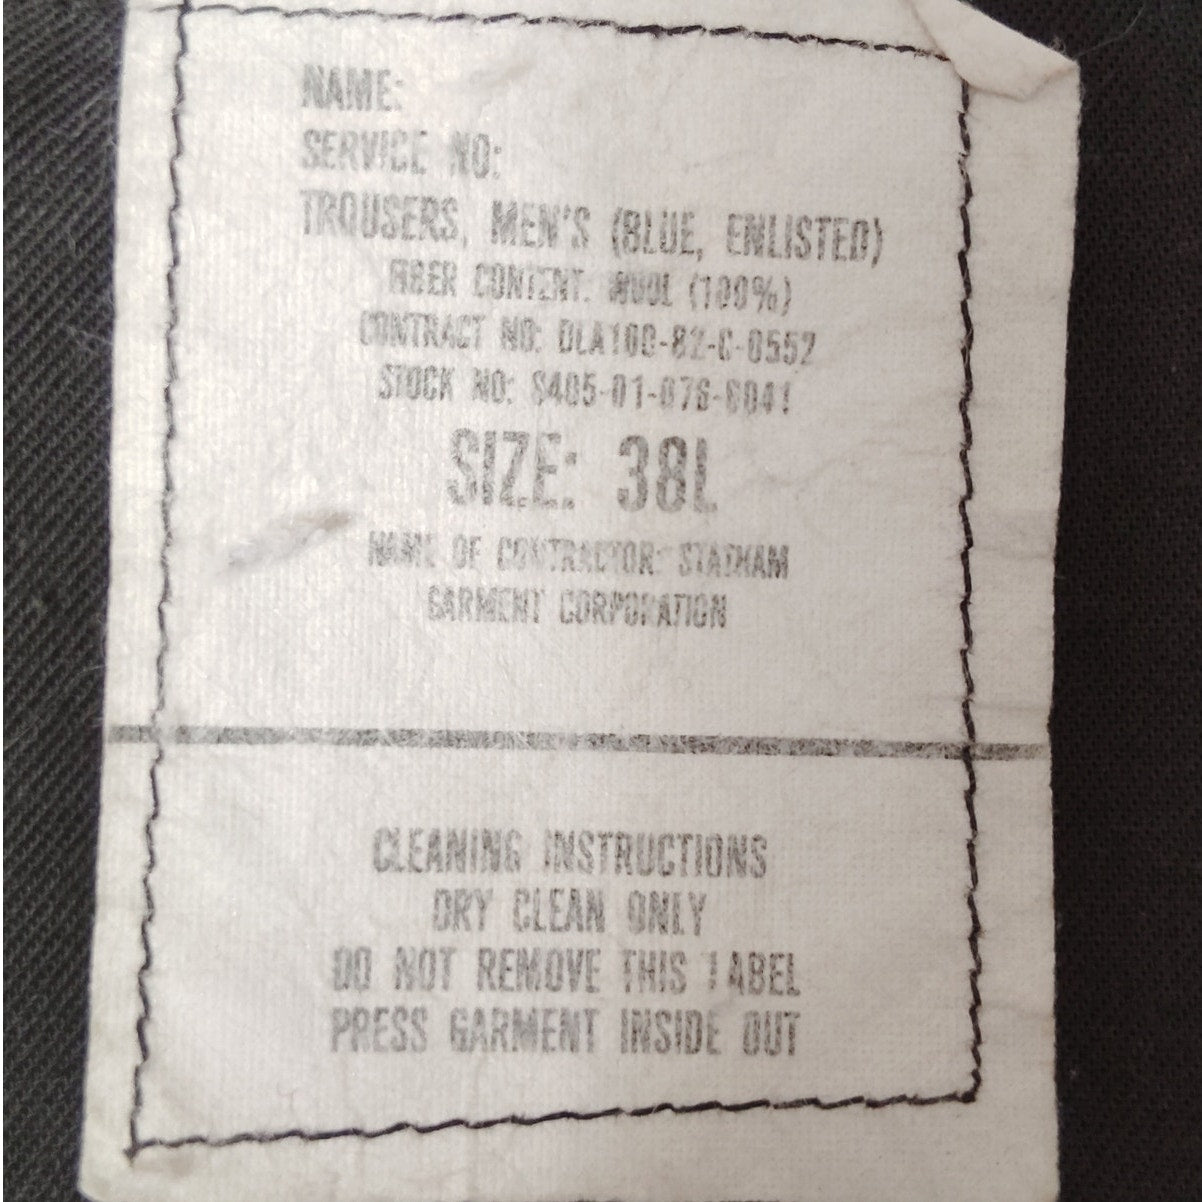 NAME:
SERVICE NO:
TROUSERS, MEN'S (BLUE, ENLISTED)
FIBER CONTENT: WOOL (100%)
CONTRACT NO: DLA100-82-C-0552
STOCK NO: 8405-01-076-8041
SIZE: 38L
NAME OF CONTRACTOR: STATHAM
GARMENT CORPORATION
CLEANING INSTRUCTIONS
DRY CLEAN ONLY
DO NOT REMOVE THIS LABEL
PRESS GARMENT INSIDE OUT